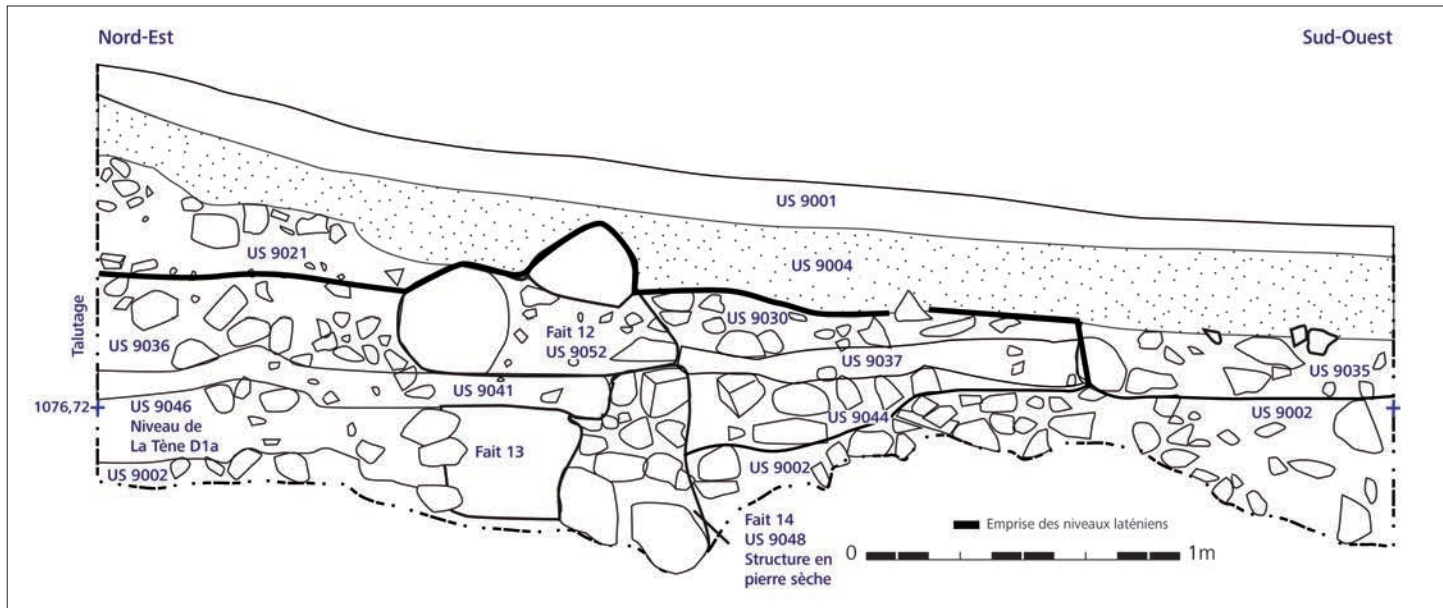 Nord-Est
Sud-Ouest
US 9001
US 9021
US 9004
Talutage
US 9030
Fait 12
US 9052
US 9036
US 9037
US 9035
US 9041
1076,72
US 9046
Niveau de
La Tène D1a
US 9044
US 9002
Fait 13
US 9002
US 9002
Fait 14
US 9048
Structure en
pierre sèche
Emprise des niveaux laténiens
0
1m